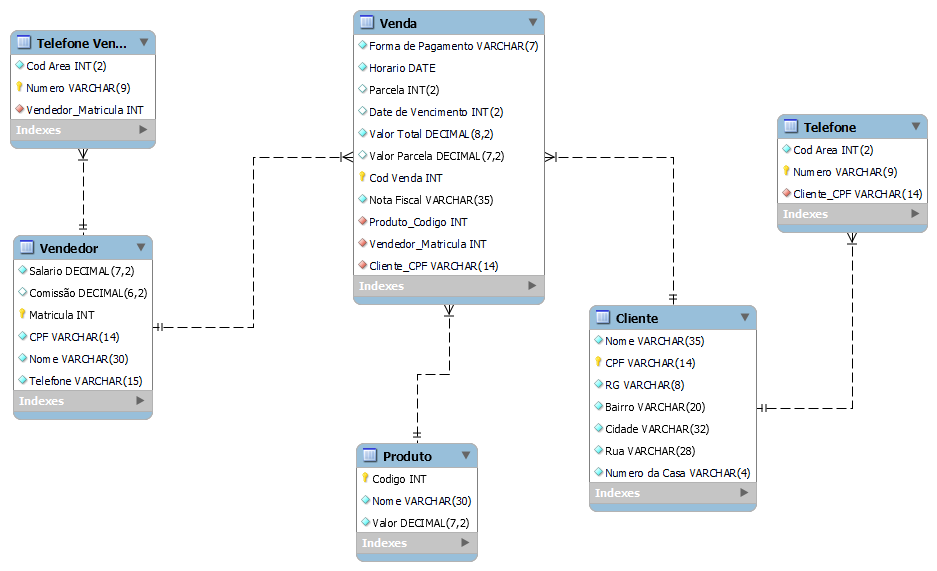 Telefone Ven...
Cod Area INT(2)
Numero VARCHAR(9)
Vendedor_Matricula INT
Indexes
Vendedor
Salario DECIMAL(7,2)
Comissão DECIMAL(6,2)
Matricula INT
CPF VARCHAR(14)
Nome VARCHAR(30)
Telefone VARCHAR(15)
Indexes
Venda
Forma de Pagamento VARCHAR(7)
Horario DATE
Parcela INT(2)
Date de Vencimento INT(2)
Valor Total DECIMAL(8,2)
Valor Parcela DECIMAL(7,2)
Cod Venda INT
Nota Fiscal VARCHAR(35)
Produto_Codigo INT
Vendedor_Matricula INT
Cliente_CPF VARCHAR(14)
Indexes
Produto
Codigo INT
Nome VARCHAR(30)
Valor DECIMAL(7,2)
Indexes
Telefone
Cod Area INT(2)
Numero VARCHAR(9)
Cliente_CPF VARCHAR(14)
Indexes
Cliente
Nome VARCHAR(35)
CPF VARCHAR(14)
RG VARCHAR(8)
Bairro VARCHAR(20)
Cidade VARCHAR(32)
Rua VARCHAR(28)
Numero da Casa VARCHAR(4)
Indexes